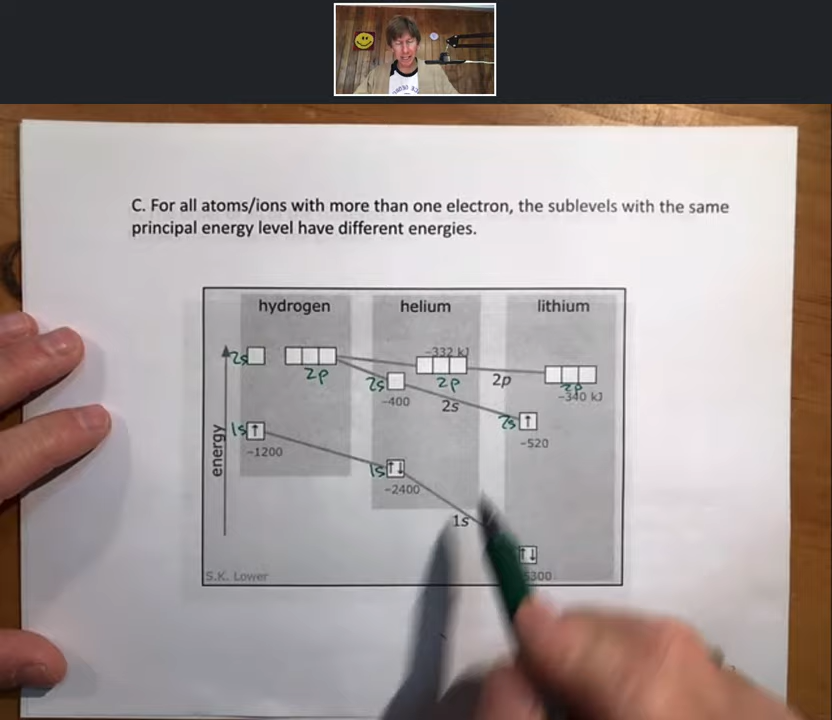 C. For all atoms/ions with more than one electron, the sublevels with the same
principal energy level have different energies.
hydrogen helium lithium
2s 2p
-332 kJ
2s 2p 2p
-400
2p
-340 kJ
2s
2s
-520
energy
1s
-1200
1s
-2400
1s
S.K. Lower